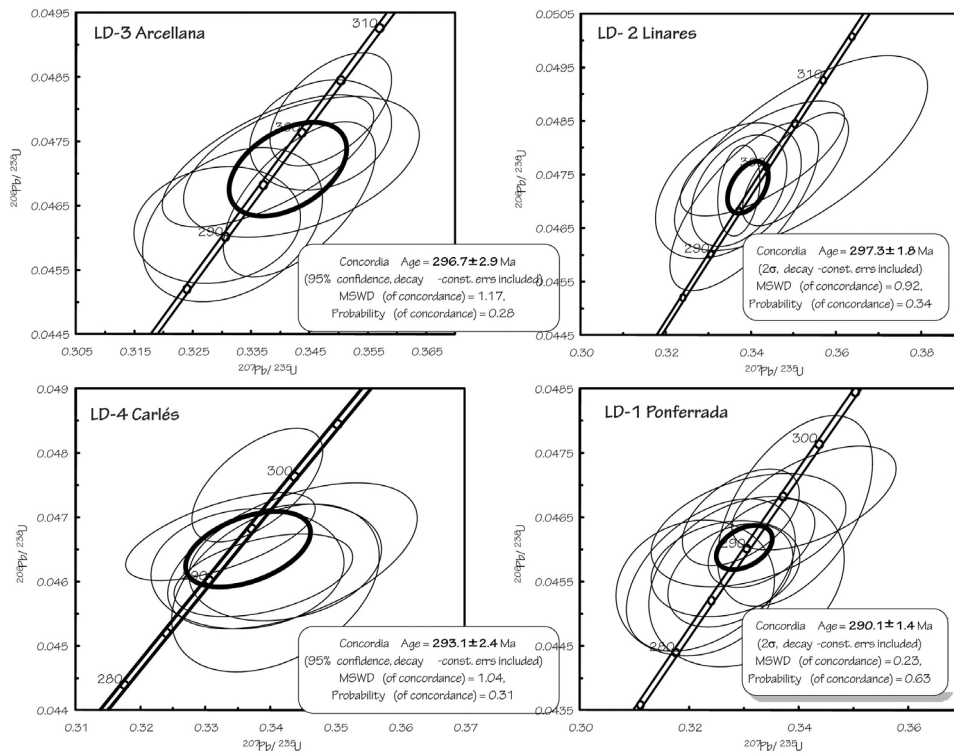 LD-3 Arcellana
0.0495
0.0485
0.0475
0.0465
0.0455
0.0445
²⁰⁶Pb/ ²³⁸U
310
300
290
Concordia Age = 296.7 ± 2.9 Ma
(95% confidence, decay -const. errs included)
MSWD (of concordance) = 1.17,
Probability (of concordance) = 0.28
0.305 0.315 0.325 0.335 0.345 0.355 0.365
²⁰⁷Pb/ ²³⁵U
LD- 2 Linares
0.0505
0.0495
0.0485
0.0475
0.0465
0.0455
0.0445
²⁰⁶Pb/ ²³⁸U
310
300
290
Concordia Age = 297.3 ± 1.8 Ma
(2σ, decay -const. errs included)
MSWD (of concordance) = 0.92,
Probability (of concordance) = 0.34
0.30 0.32 0.34 0.36 0.38
²⁰⁷Pb/ ²³⁵U
LD-4 Carlés
0.049
0.048
0.047
0.046
0.045
0.044
²⁰⁶Pb/ ²³⁸U
300
290
280
Concordia Age = 293.1 ± 2.4 Ma
(95% confidence, decay -const. errs included)
MSWD (of concordance) = 1.04,
Probability (of concordance) = 0.31
0.31 0.32 0.33 0.34 0.35 0.36 0.37
²⁰⁷Pb/ ²³⁵U
LD-1 Ponferrada
0.0485
0.0475
0.0465
0.0455
0.0445
0.0435
²⁰⁶Pb/ ²³⁸U
300
290
280
Concordia Age = 290.1 ± 1.4 Ma
(2σ, decay -const. errs included)
MSWD (of concordance) = 0.23,
Probability (of concordance) = 0.63
0.30 0.32 0.34 0.36
²⁰⁷Pb/ ²³⁵U